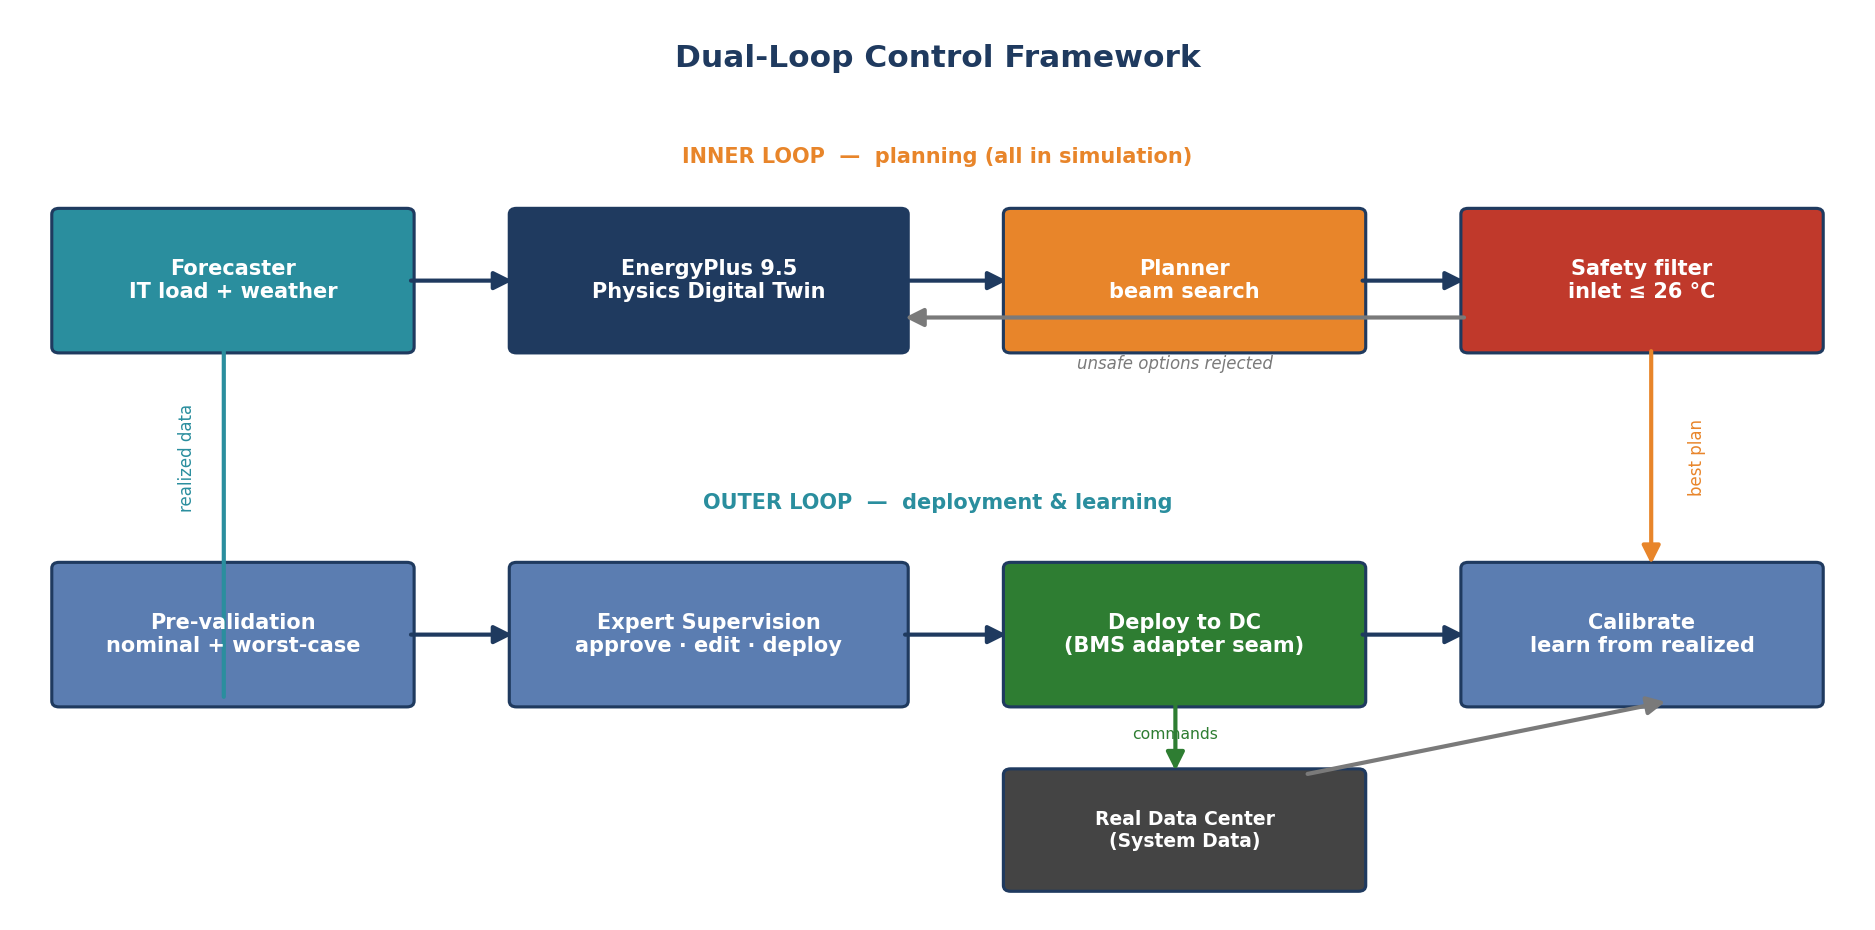 Dual-Loop Control Framework
INNER LOOP — planning (all in simulation)
Forecaster
IT load + weather
EnergyPlus 9.5
Physics Digital Twin
Planner
beam search
Safety filter
inlet ≤ 26 °C
unsafe options rejected
realized data
best plan
OUTER LOOP — deployment & learning
Pre-validation
nominal + worst-case
Expert Supervision
approve · edit · deploy
Deploy to DC
(BMS adapter seam)
Calibrate
learn from realized
commands
Real Data Center
(System Data)